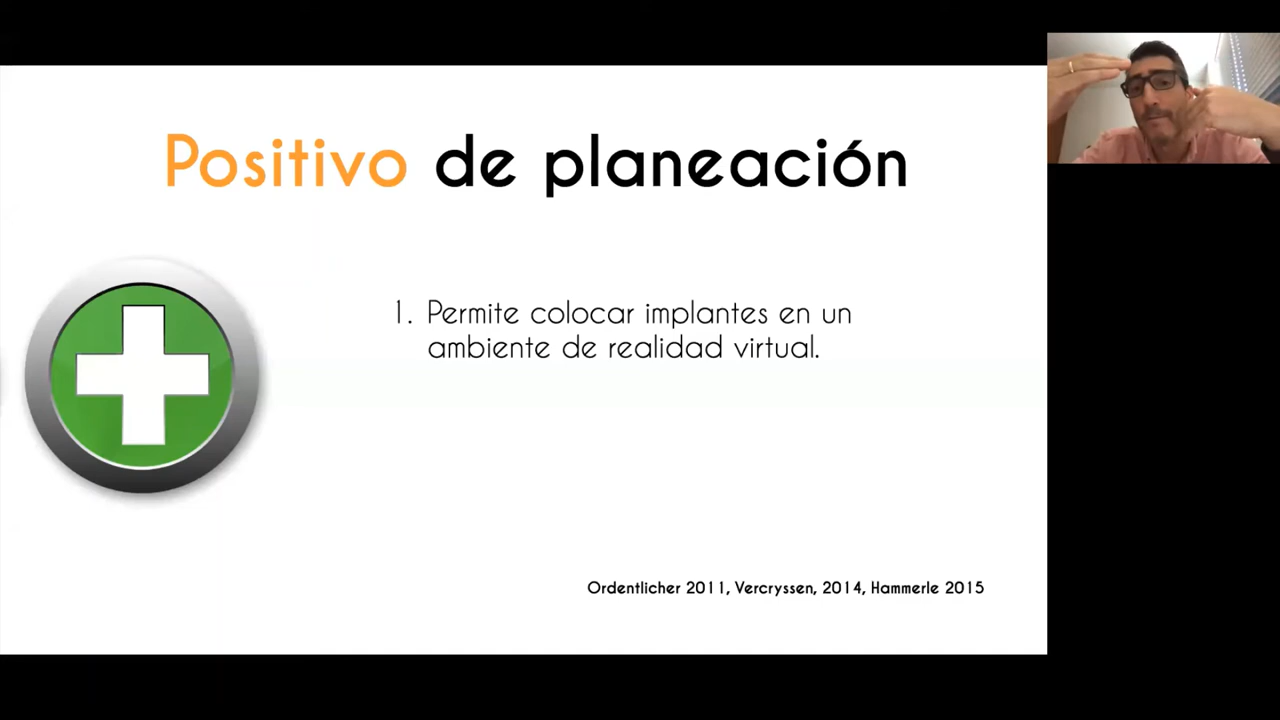 Positivo de planeación
1. Permite colocar implantes en un
ambiente de realidad virtual.
Ordentlicher 2011, Vercryssen, 2014, Hammerle 2015